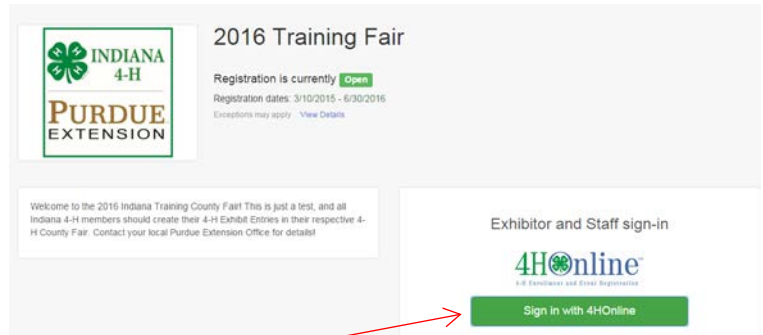 INDIANA
4-H
PURDUE
EXTENSION
2016 Training Fair
Registration is currently Open
Registration dates: 3/10/2015 - 6/30/2016
Exceptions may apply View Details
Welcome to the 2016 Indiana Training County Fair! This is just a test, and all
Indiana 4-H members should create their 4-H Exhibit Entries in their respective 4-
H County Fair. Contact your local Purdue Extension Office for details!
Exhibitor and Staff sign-in
4HOnline
4-H Enrollment and Event Registration
Sign in with 4HOnline